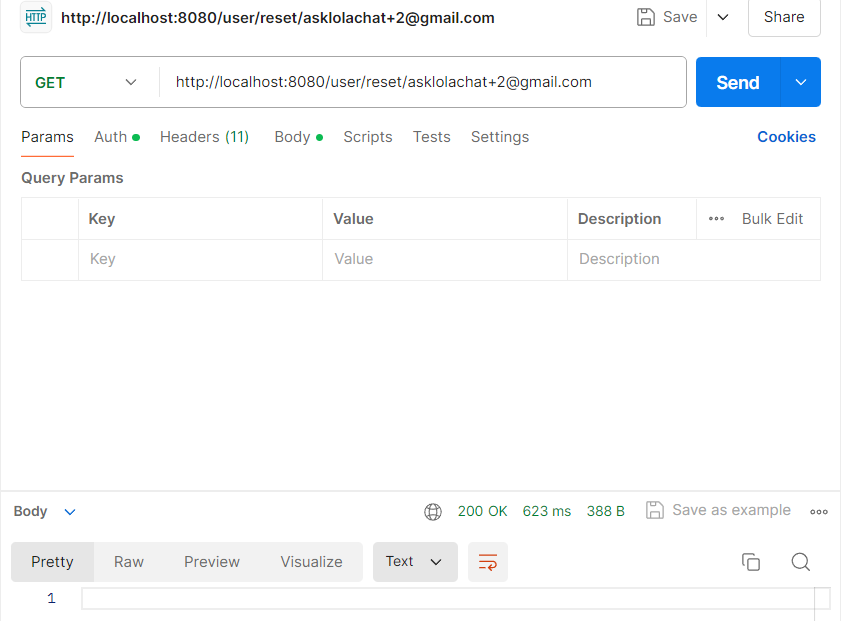 HTTP http://localhost:8080/user/reset/asklolachat+2@gmail.com Save Share
GET http://localhost:8080/user/reset/asklolachat+2@gmail.com Send
Params Auth Headers (11) Body Scripts Tests Settings Cookies
Query Params
Key Value Description Bulk Edit
Key Value Description
Body 200 OK 623 ms 388 B Save as example
Pretty Raw Preview Visualize Text
1